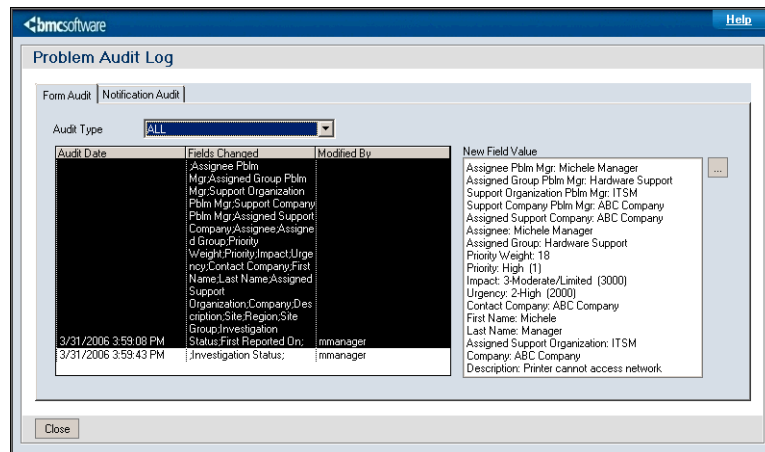 bmcsoftware
Help
Problem Audit Log
Form Audit
Notification Audit
Audit Type
ALL
Audit Date
Fields Changed
Modified By
;Assignee Pblm
Mgr;Assigned Group Pblm
Mgr;Support Organization
Pblm Mgr;Support Company
Pblm Mgr;Assigned Support
Company;Assignee;Assigne
d Group;Priority
Weight;Priority;Impact;Urge
ncy;Contact Company;First
Name;Last Name;Assigned
Support
Organization;Company;Des
cription;Site;Region;Site
Group;Investigation
3/31/2006 3:59:08 PM Status;First Reported On; mmanager
3/31/2006 3:59:43 PM ;Investigation Status; mmanager
New Field Value
Assignee Pblm Mgr: Michele Manager
Assigned Group Pblm Mgr: Hardware Support
Support Organization Pblm Mgr: ITSM
Support Company Pblm Mgr: ABC Company
Assigned Support Company: ABC Company
Assignee: Michele Manager
Assigned Group: Hardware Support
Priority Weight: 18
Priority: High (1)
Impact: 3-Moderate/Limited (3000)
Urgency: 2-High (2000)
Contact Company: ABC Company
First Name: Michele
Last Name: Manager
Assigned Support Organization: ITSM
Company: ABC Company
Description: Printer cannot access network
...
Close